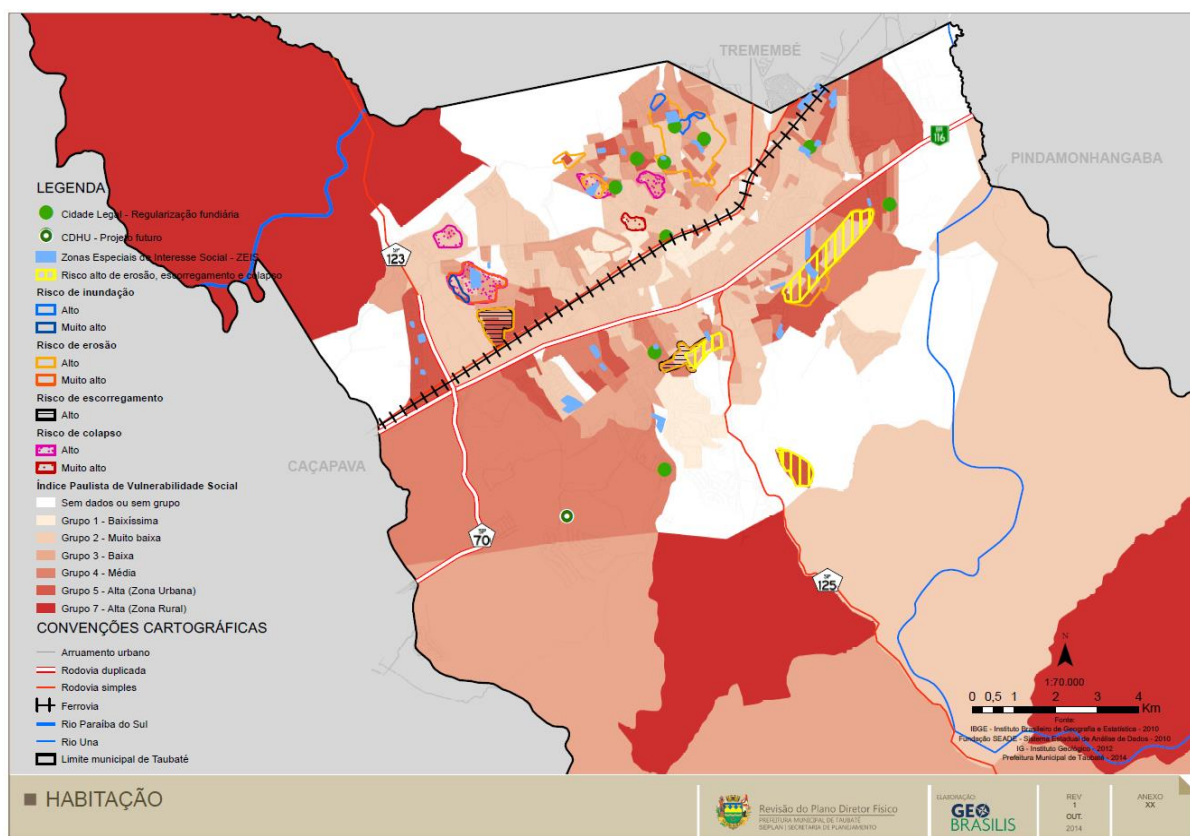 TREMEMBÉ
BR
116
PINDAMONHANGABA
SP
123
CAÇAPAVA
SP
70
SP
125
LEGENDA
Cidade Legal - Regularização fundiária
CDHU - Projeto futuro
Zonas Especiais de Interesse Social - ZEIS
Risco alto de erosão, escorregamento e colapso
Risco de inundação
Alto
Muito alto
Risco de erosão
Alto
Muito alto
Risco de escorregamento
Alto
Risco de colapso
Alto
Muito alto
Índice Paulista de Vulnerabilidade Social
Sem dados ou sem grupo
Grupo 1 - Baixíssima
Grupo 2 - Muito baixa
Grupo 3 - Baixa
Grupo 4 - Média
Grupo 5 - Alta (Zona Urbana)
Grupo 7 - Alta (Zona Rural)
CONVENÇÕES CARTOGRÁFICAS
Arruamento urbano
Rodovia duplicada
Rodovia simples
Ferrovia
Rio Paraíba do Sul
Rio Una
Limite municipal de Taubaté
N
1:70.000
0 0,5 1 2 3 4
Km
Fonte:
IBGE - Instituto Brasileiro de Geografia e Estatística - 2010
Fundação SEADE - Sistema Estadual de Análise de Dados - 2010
IG - Instituto Geológico - 2012
Prefeitura Municipal de Taubaté - 2014
HABITAÇÃO
Revisão do Plano Diretor Físico
PREFEITURA MUNICIPAL DE TAUBATÉ
SEPLAN | SECRETARIA DE PLANEJAMENTO
ELABORAÇÃO:
GEO
BRASILIS
REV
1
OUT.
2014
ANEXO
XX